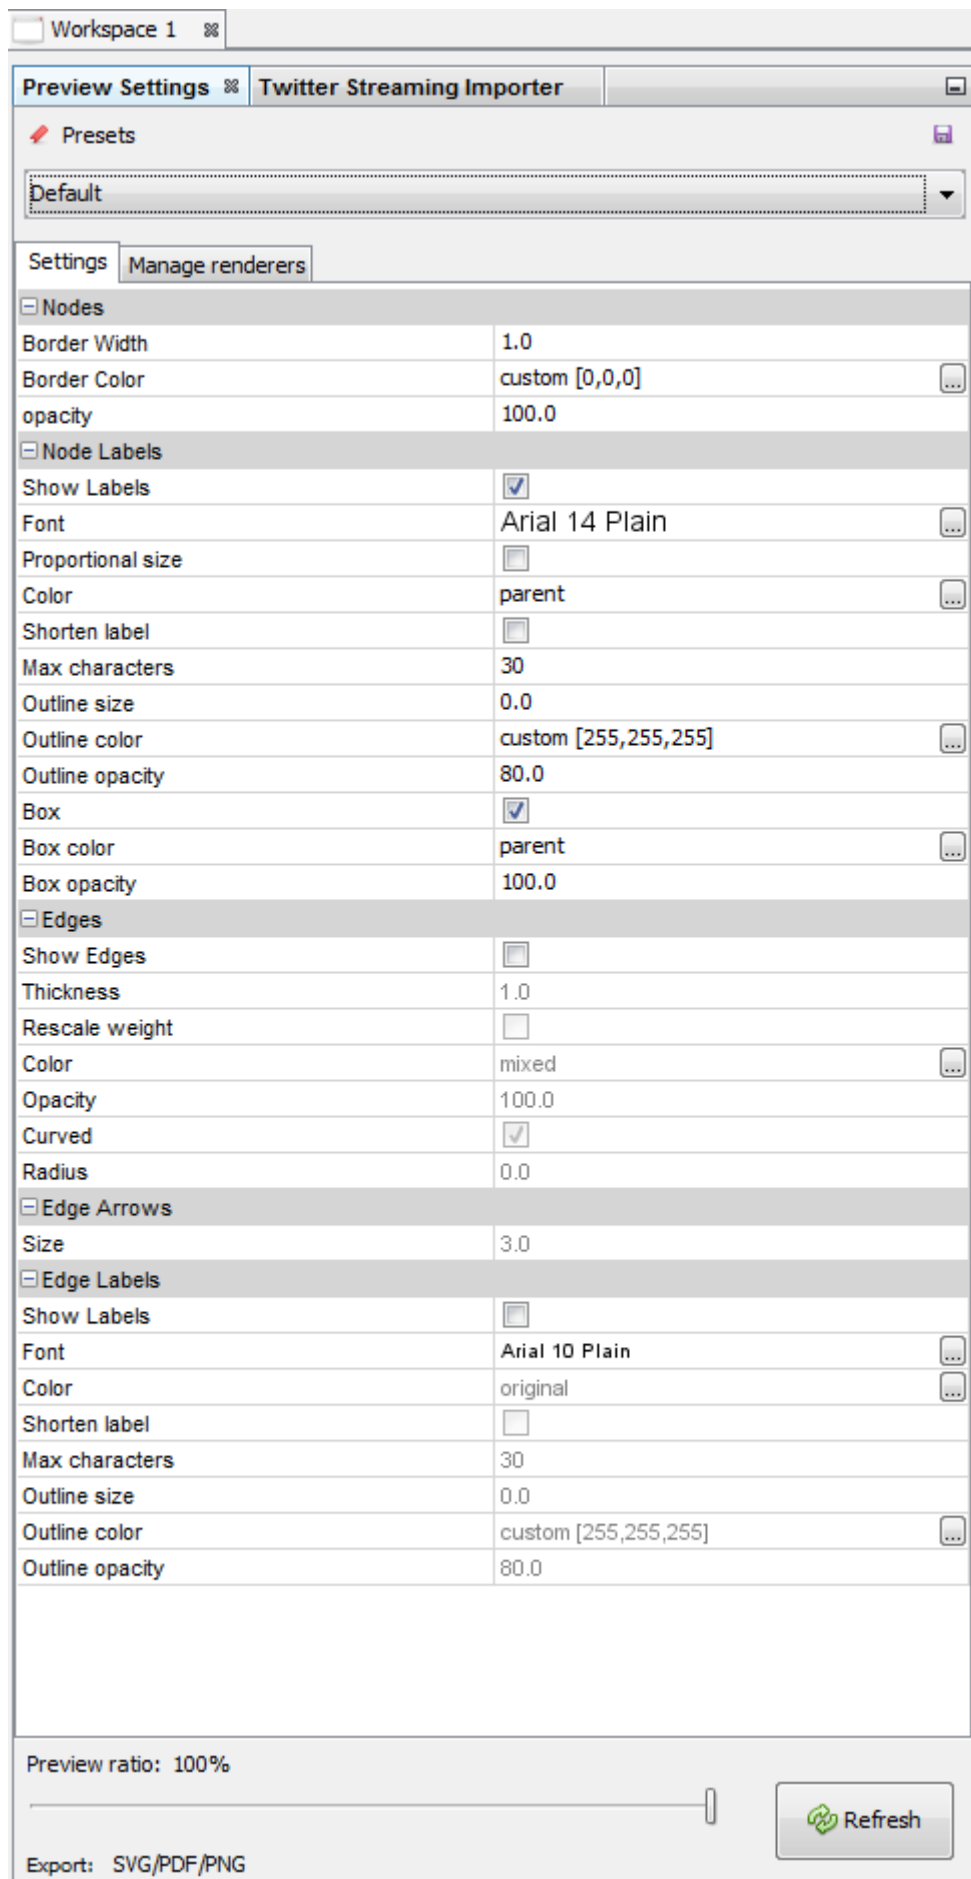 Workspace 1
Preview Settings Twitter Streaming Importer
Presets
Default
Settings Manage renderers
Nodes
Border Width 1.0
Border Color custom [0,0,0] ...
opacity 100.0
Node Labels
Show Labels
Font Arial 14 Plain ...
Proportional size
Color parent ...
Shorten label
Max characters 30
Outline size 0.0
Outline color custom [255,255,255] ...
Outline opacity 80.0
Box
Box color parent ...
Box opacity 100.0
Edges
Show Edges
Thickness 1.0
Rescale weight
Color mixed ...
Opacity 100.0
Curved
Radius 0.0
Edge Arrows
Size 3.0
Edge Labels
Show Labels
Font Arial 10 Plain ...
Color original ...
Shorten label
Max characters 30
Outline size 0.0
Outline color custom [255,255,255] ...
Outline opacity 80.0
Preview ratio: 100%
Refresh
Export: SVG/PDF/PNG